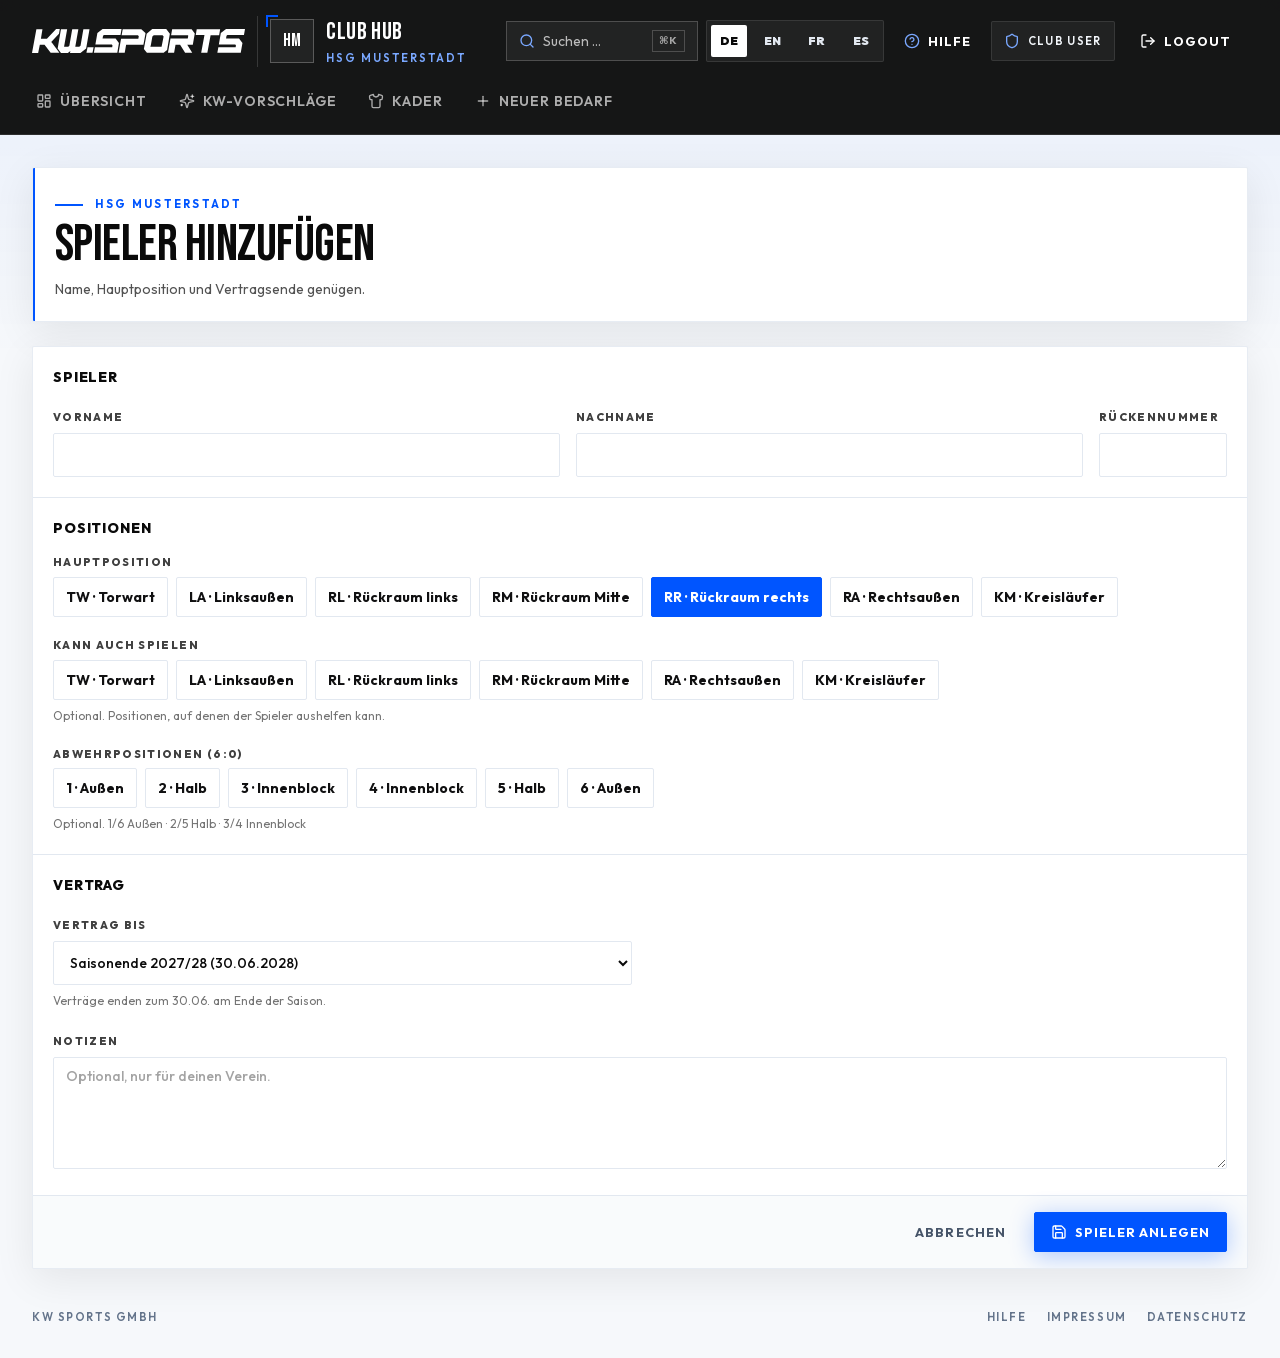 KW.SPORTS
HM
CLUB HUB
HSG MUSTERSTADT
Suchen ...
⌘K
DE EN FR ES
HILFE
CLUB USER
LOGOUT
ÜBERSICHT
KW-VORSCHLÄGE
KADER
NEUER BEDARF
HSG MUSTERSTADT
SPIELER HINZUFÜGEN
Name, Hauptposition und Vertragsende genügen.
SPIELER
VORNAME NACHNAME RÜCKENNUMMER
POSITIONEN
HAUPTPOSITION
TW · Torwart LA · Linksaußen RL · Rückraum links RM · Rückraum Mitte RR · Rückraum rechts RA · Rechtsaußen KM · Kreisläufer
KANN AUCH SPIELEN
TW · Torwart LA · Linksaußen RL · Rückraum links RM · Rückraum Mitte RA · Rechtsaußen KM · Kreisläufer
Optional. Positionen, auf denen der Spieler aushelfen kann.
ABWEHRPOSITIONEN (6:0)
1 · Außen 2 · Halb 3 · Innenblock 4 · Innenblock 5 · Halb 6 · Außen
Optional. 1/6 Außen · 2/5 Halb · 3/4 Innenblock
VERTRAG
VERTRAG BIS
Saisonende 2027/28 (30.06.2028)
Verträge enden zum 30.06. am Ende der Saison.
NOTIZEN
Optional, nur für deinen Verein.
ABBRECHEN
SPIELER ANLEGEN
KW SPORTS GMBH
HILFE IMPRESSUM DATENSCHUTZ